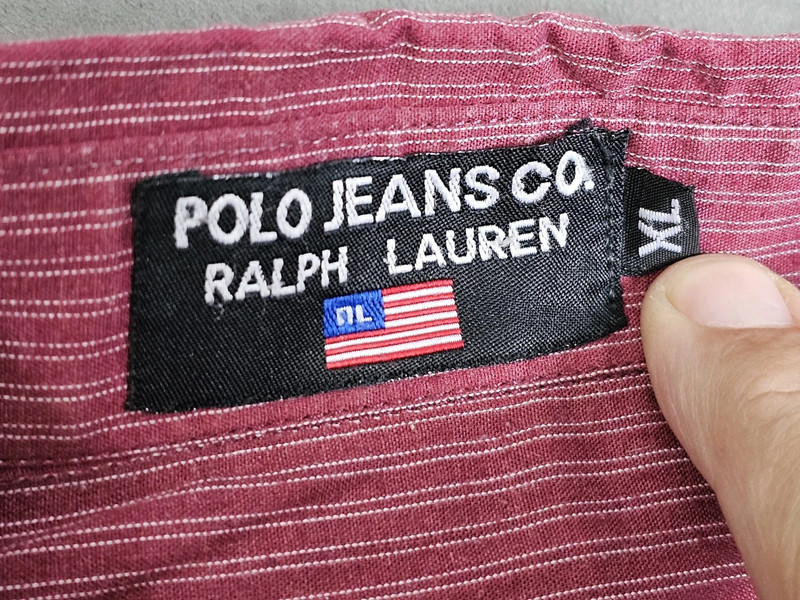 POLO JEANS CO.
RALPH LAUREN
RL
XL